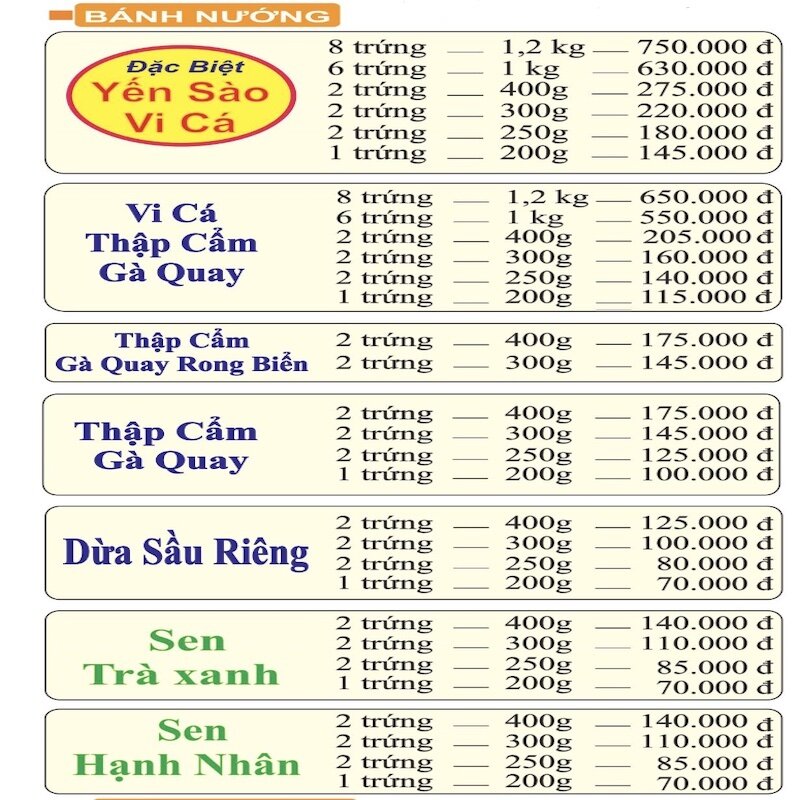 BÁNH NƯỚNG
Đặc Biệt
Yến Sào
Vi Cá
8 trứng — 1,2 kg — 750.000 đ
6 trứng — 1 kg — 630.000 đ
2 trứng — 400g — 275.000 đ
2 trứng — 300g — 220.000 đ
2 trứng — 250g — 180.000 đ
1 trứng — 200g — 145.000 đ
Vi Cá
Thập Cẩm
Gà Quay
8 trứng — 1,2 kg — 650.000 đ
6 trứng — 1 kg — 550.000 đ
2 trứng — 400g — 205.000 đ
2 trứng — 300g — 160.000 đ
2 trứng — 250g — 140.000 đ
1 trứng — 200g — 115.000 đ
Thập Cẩm
Gà Quay Rong Biển
2 trứng — 400g — 175.000 đ
2 trứng — 300g — 145.000 đ
Thập Cẩm
Gà Quay
2 trứng — 400g — 175.000 đ
2 trứng — 300g — 145.000 đ
2 trứng — 250g — 125.000 đ
1 trứng — 200g — 100.000 đ
Dừa Sầu Riêng
2 trứng — 400g — 125.000 đ
2 trứng — 300g — 100.000 đ
2 trứng — 250g — 80.000 đ
1 trứng — 200g — 70.000 đ
Sen
Trà xanh
2 trứng — 400g — 140.000 đ
2 trứng — 300g — 110.000 đ
2 trứng — 250g — 85.000 đ
1 trứng — 200g — 70.000 đ
Sen
Hạnh Nhân
2 trứng — 400g — 140.000 đ
2 trứng — 300g — 110.000 đ
2 trứng — 250g — 85.000 đ
1 trứng — 200g — 70.000 đ